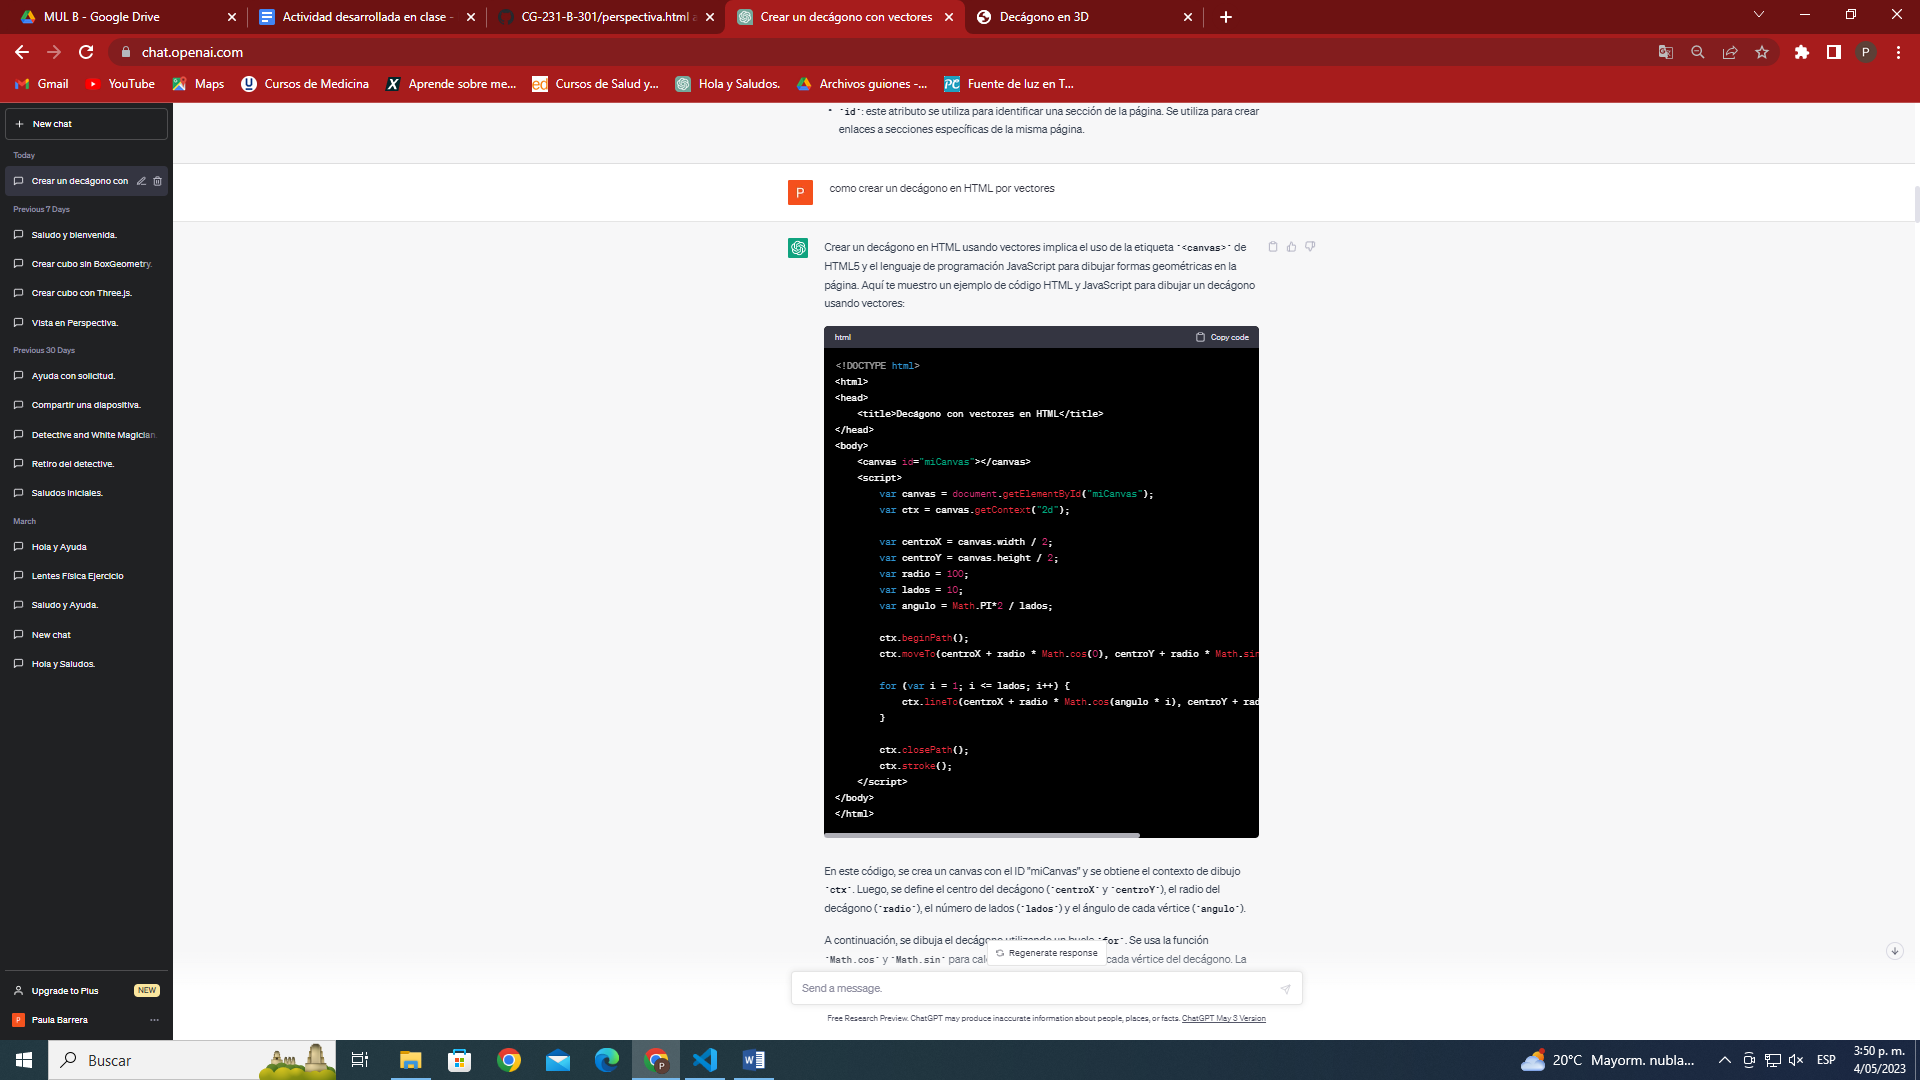 MUL B - Google Drive
Actividad desarrollada en clase -
CG-231-B-301/perspectiva.html a
Crear un decágono con vectores
Decágono en 3D
chat.openai.com
P
Gmail
YouTube
Maps
Cursos de Medicina
Aprende sobre me...
Cursos de Salud y...
Hola y Saludos.
Archivos guiones -...
Fuente de luz en T...
New chat
Today
Crear un decágono con
Previous 7 Days
Saludo y bienvenida.
Crear cubo sin BoxGeometry.
Crear cubo con Three.js.
Vista en Perspectiva.
Previous 30 Days
Ayuda con solicitud.
Compartir una diapositiva.
Detective and White Magician.
Retiro del detective.
Saludos iniciales.
March
Hola y Ayuda
Lentes Física Ejercicio
Saludo y Ayuda.
New chat
Hola y Saludos.
Upgrade to Plus
NEW
P
Paula Barrera
• `id`: este atributo se utiliza para identificar una sección de la página. Se utiliza para crear
enlaces a secciones específicas de la misma página.
P
como crear un decágono en HTML por vectores
Crear un decágono en HTML usando vectores implica el uso de la etiqueta `<canvas>` de
HTML5 y el lenguaje de programación JavaScript para dibujar formas geométricas en la
página. Aquí te muestro un ejemplo de código HTML y JavaScript para dibujar un decágono
usando vectores:
html
Copy code
<!DOCTYPE html>
<html>
<head>
<title>Decágono con vectores en HTML</title>
</head>
<body>
<canvas id="miCanvas"></canvas>
<script>
var canvas = document.getElementById("miCanvas");
var ctx = canvas.getContext("2d");
var centroX = canvas.width / 2;
var centroY = canvas.height / 2;
var radio = 100;
var lados = 10;
var angulo = Math.PI*2 / lados;
ctx.beginPath();
ctx.moveTo(centroX + radio * Math.cos(0), centroY + radio * Math.sin
for (var i = 1; i <= lados; i++) {
ctx.lineTo(centroX + radio * Math.cos(angulo * i), centroY + rad
}
ctx.closePath();
ctx.stroke();
</script>
</body>
</html>
En este código, se crea un canvas con el ID "miCanvas" y se obtiene el contexto de dibujo
`ctx`. Luego, se define el centro del decágono (`centroX` y `centroY`), el radio del
decágono (`radio`), el número de lados (`lados`) y el ángulo de cada vértice (`angulo`).
A continuación, se dibuja el decágono utilizando un bucle `for`. Se usa la función
`Math.cos` y `Math.sin` para cada vértice del decágono. La
Regenerate response
Send a message.
Free Research Preview. ChatGPT may produce inaccurate information about people, places, or facts. ChatGPT May 3 Version
Buscar
P
W
20°C Mayorm. nubla...
ESP
3:50 p. m.
4/05/2023